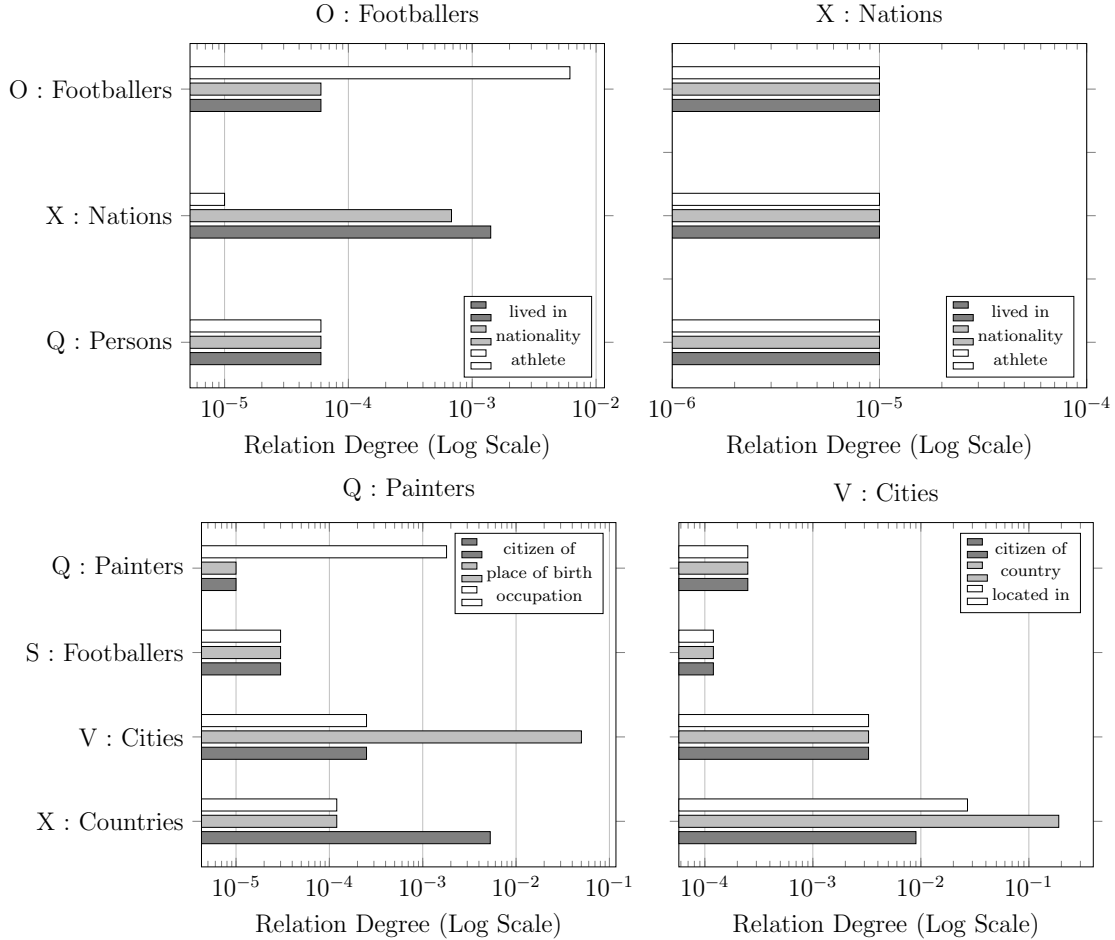 O : Footballers
X : Nations
O : Footballers
X : Nations
Q : Persons
lived in
nationality
athlete
lived in
nationality
athlete
10⁻⁵ 10⁻⁴ 10⁻³ 10⁻²
10⁻⁶ 10⁻⁵ 10⁻⁴
Relation Degree (Log Scale)
Relation Degree (Log Scale)
Q : Painters
V : Cities
Q : Painters
S : Footballers
V : Cities
X : Countries
citizen of
place of birth
occupation
citizen of
country
located in
10⁻⁵ 10⁻⁴ 10⁻³ 10⁻² 10⁻¹
10⁻⁴ 10⁻³ 10⁻² 10⁻¹
Relation Degree (Log Scale)
Relation Degree (Log Scale)